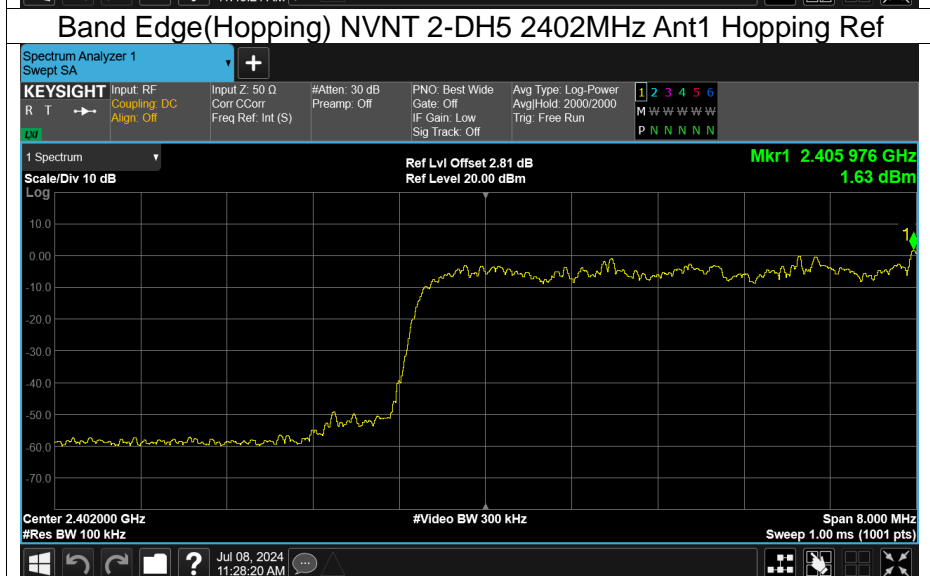 Band Edge(Hopping) NVNT 2-DH5 2402MHz Ant1 Hopping Ref
Spectrum Analyzer 1
Swept SA
KEYSIGHT
R T
LXI
Input: RF
Coupling: DC
Align: Off
Input Z: 50 Ω
Corr CCorr
Freq Ref: Int (S)
#Atten: 30 dB
Preamp: Off
PNO: Best Wide
Gate: Off
IF Gain: Low
Sig Track: Off
Avg Type: Log-Power
Avg|Hold: 2000/2000
Trig: Free Run
1 2 3 4 5 6
M W W W W W
P N N N N N
1 Spectrum
Scale/Div 10 dB
Log
Ref Lvl Offset 2.81 dB
Ref Level 20.00 dBm
Mkr1 2.405 976 GHz
1.63 dBm
10.0
0.00
-10.0
-20.0
-30.0
-40.0
-50.0
-60.0
-70.0
1
Center 2.402000 GHz
#Res BW 100 kHz
#Video BW 300 kHz
Span 8.000 MHz
Sweep 1.00 ms (1001 pts)
?
Jul 08, 2024
11:28:20 AM